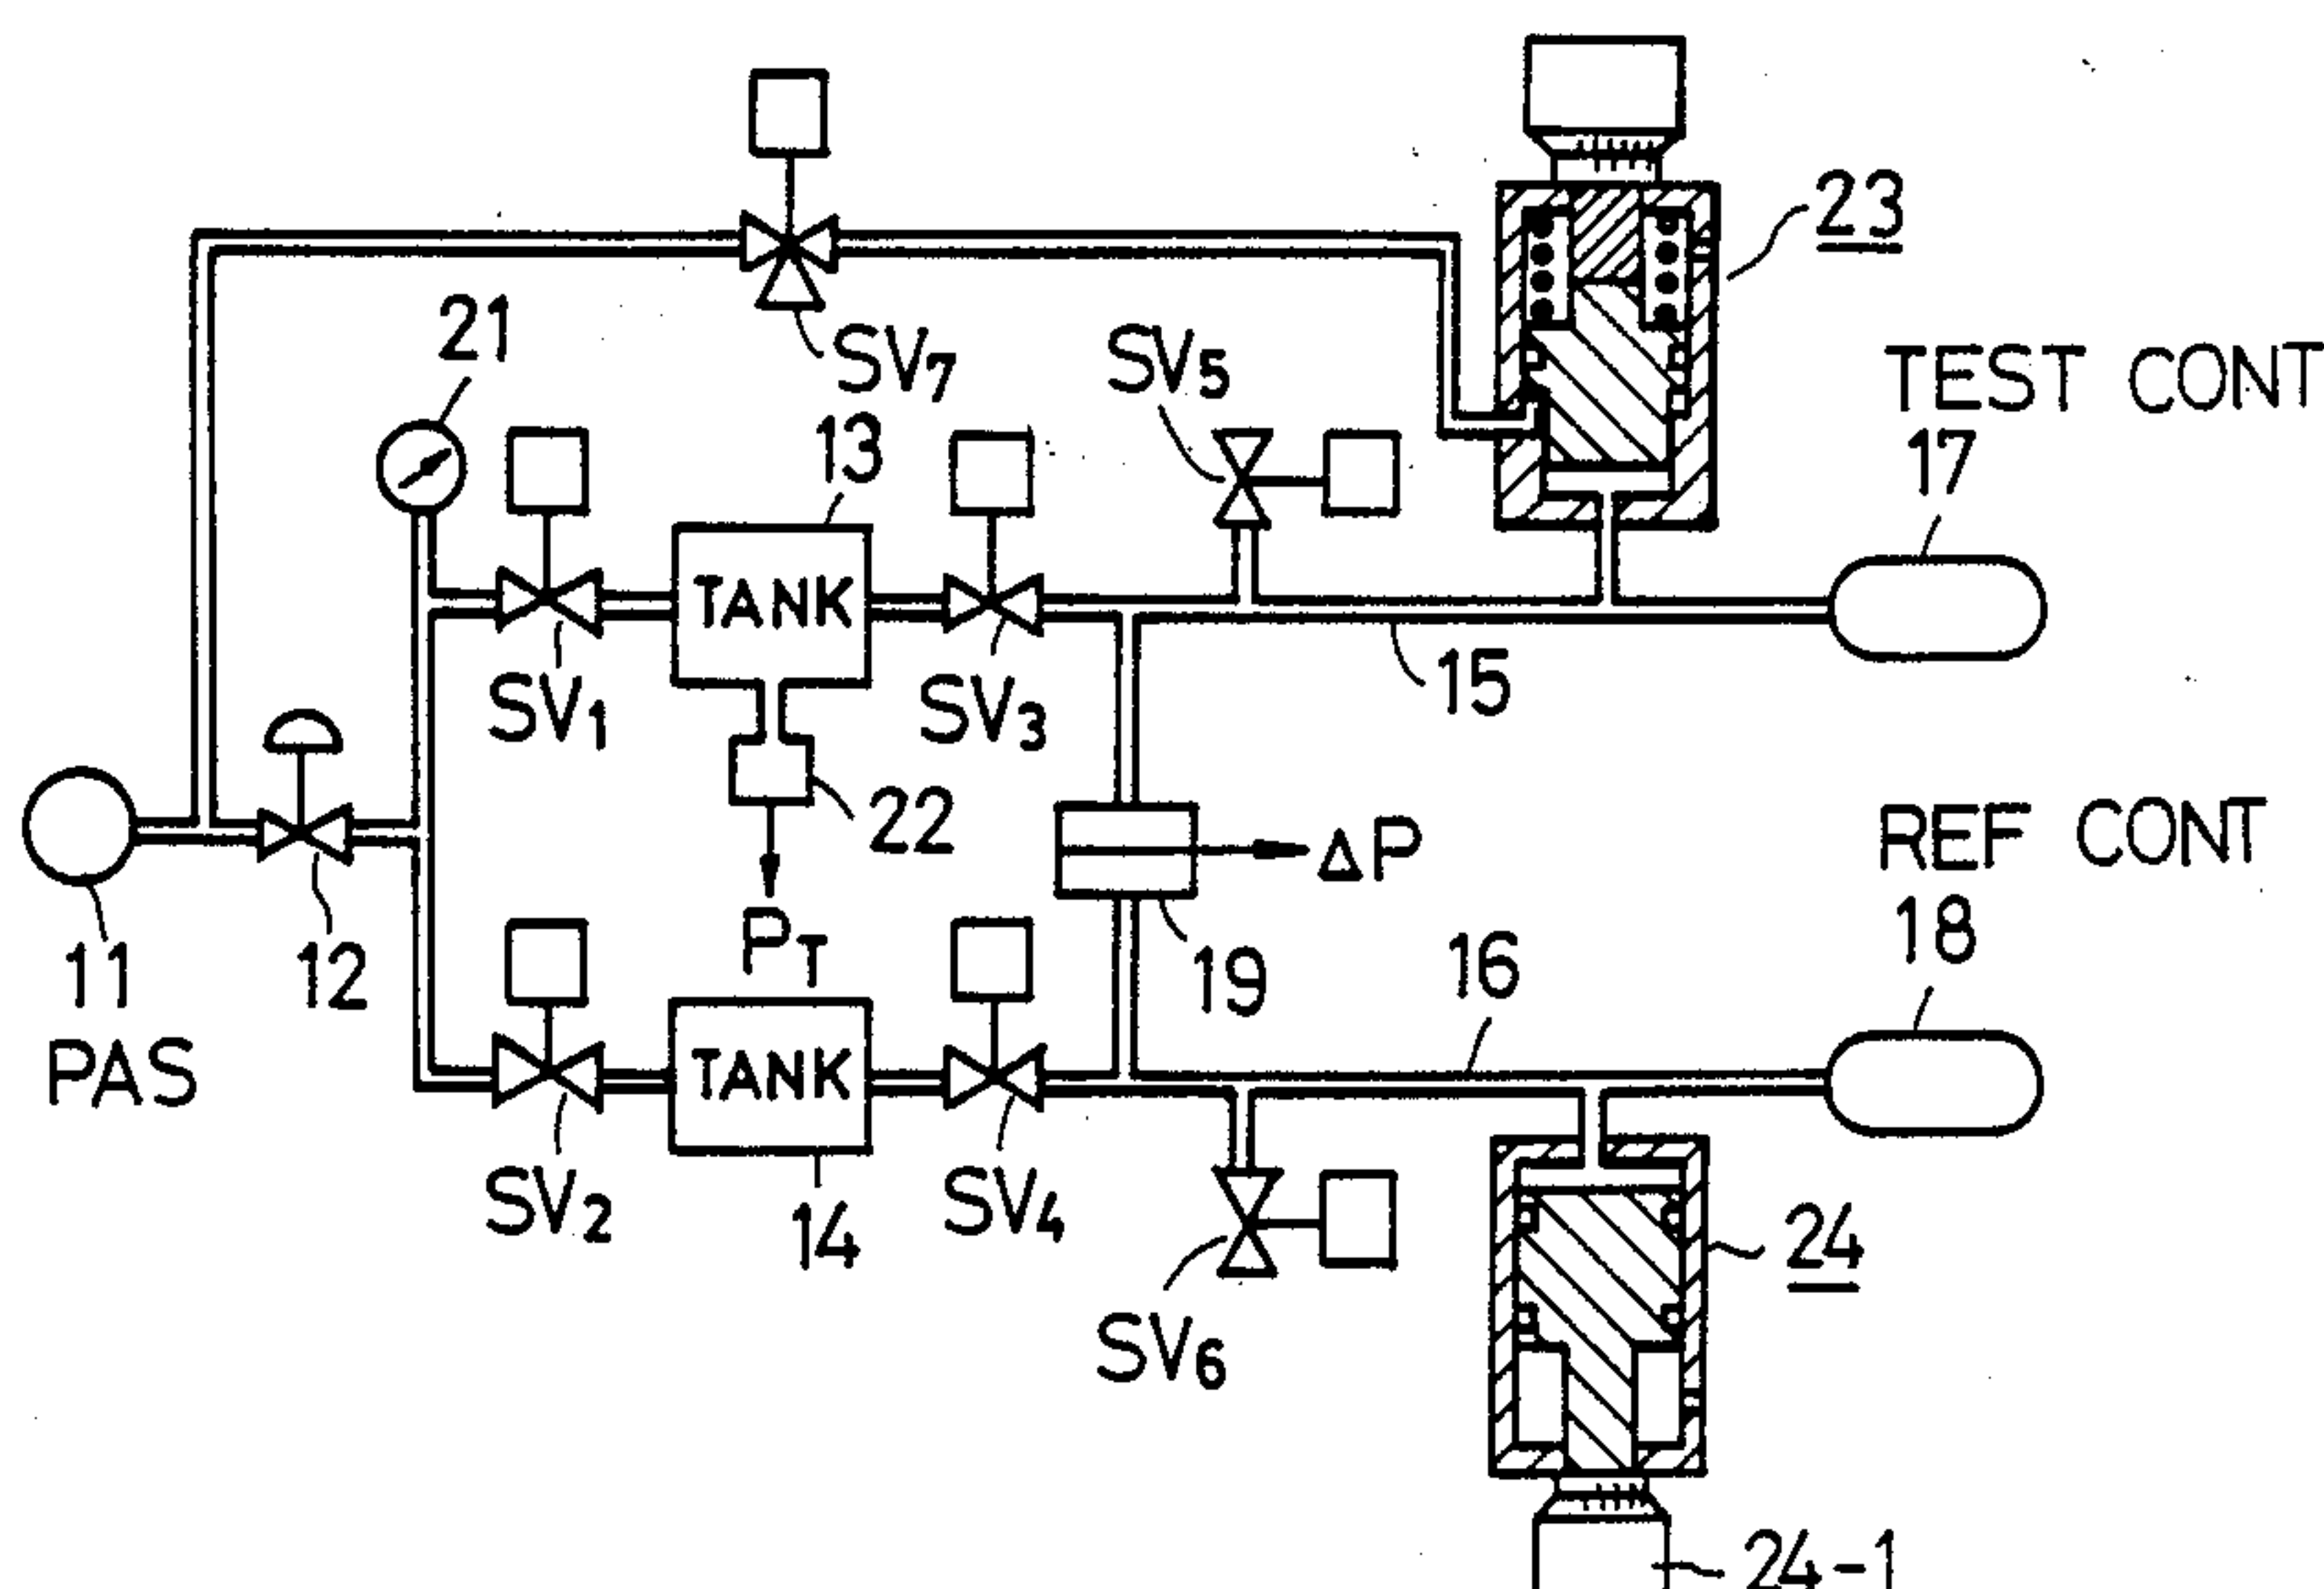 23
21
SV7
SV5
TEST CONT
13
17
TANK
15
SV1
SV3
22
ΔP
REF CONT
18
11
12
PT
19
16
PAS
TANK
SV2
14
SV4
24
SV6
24-1